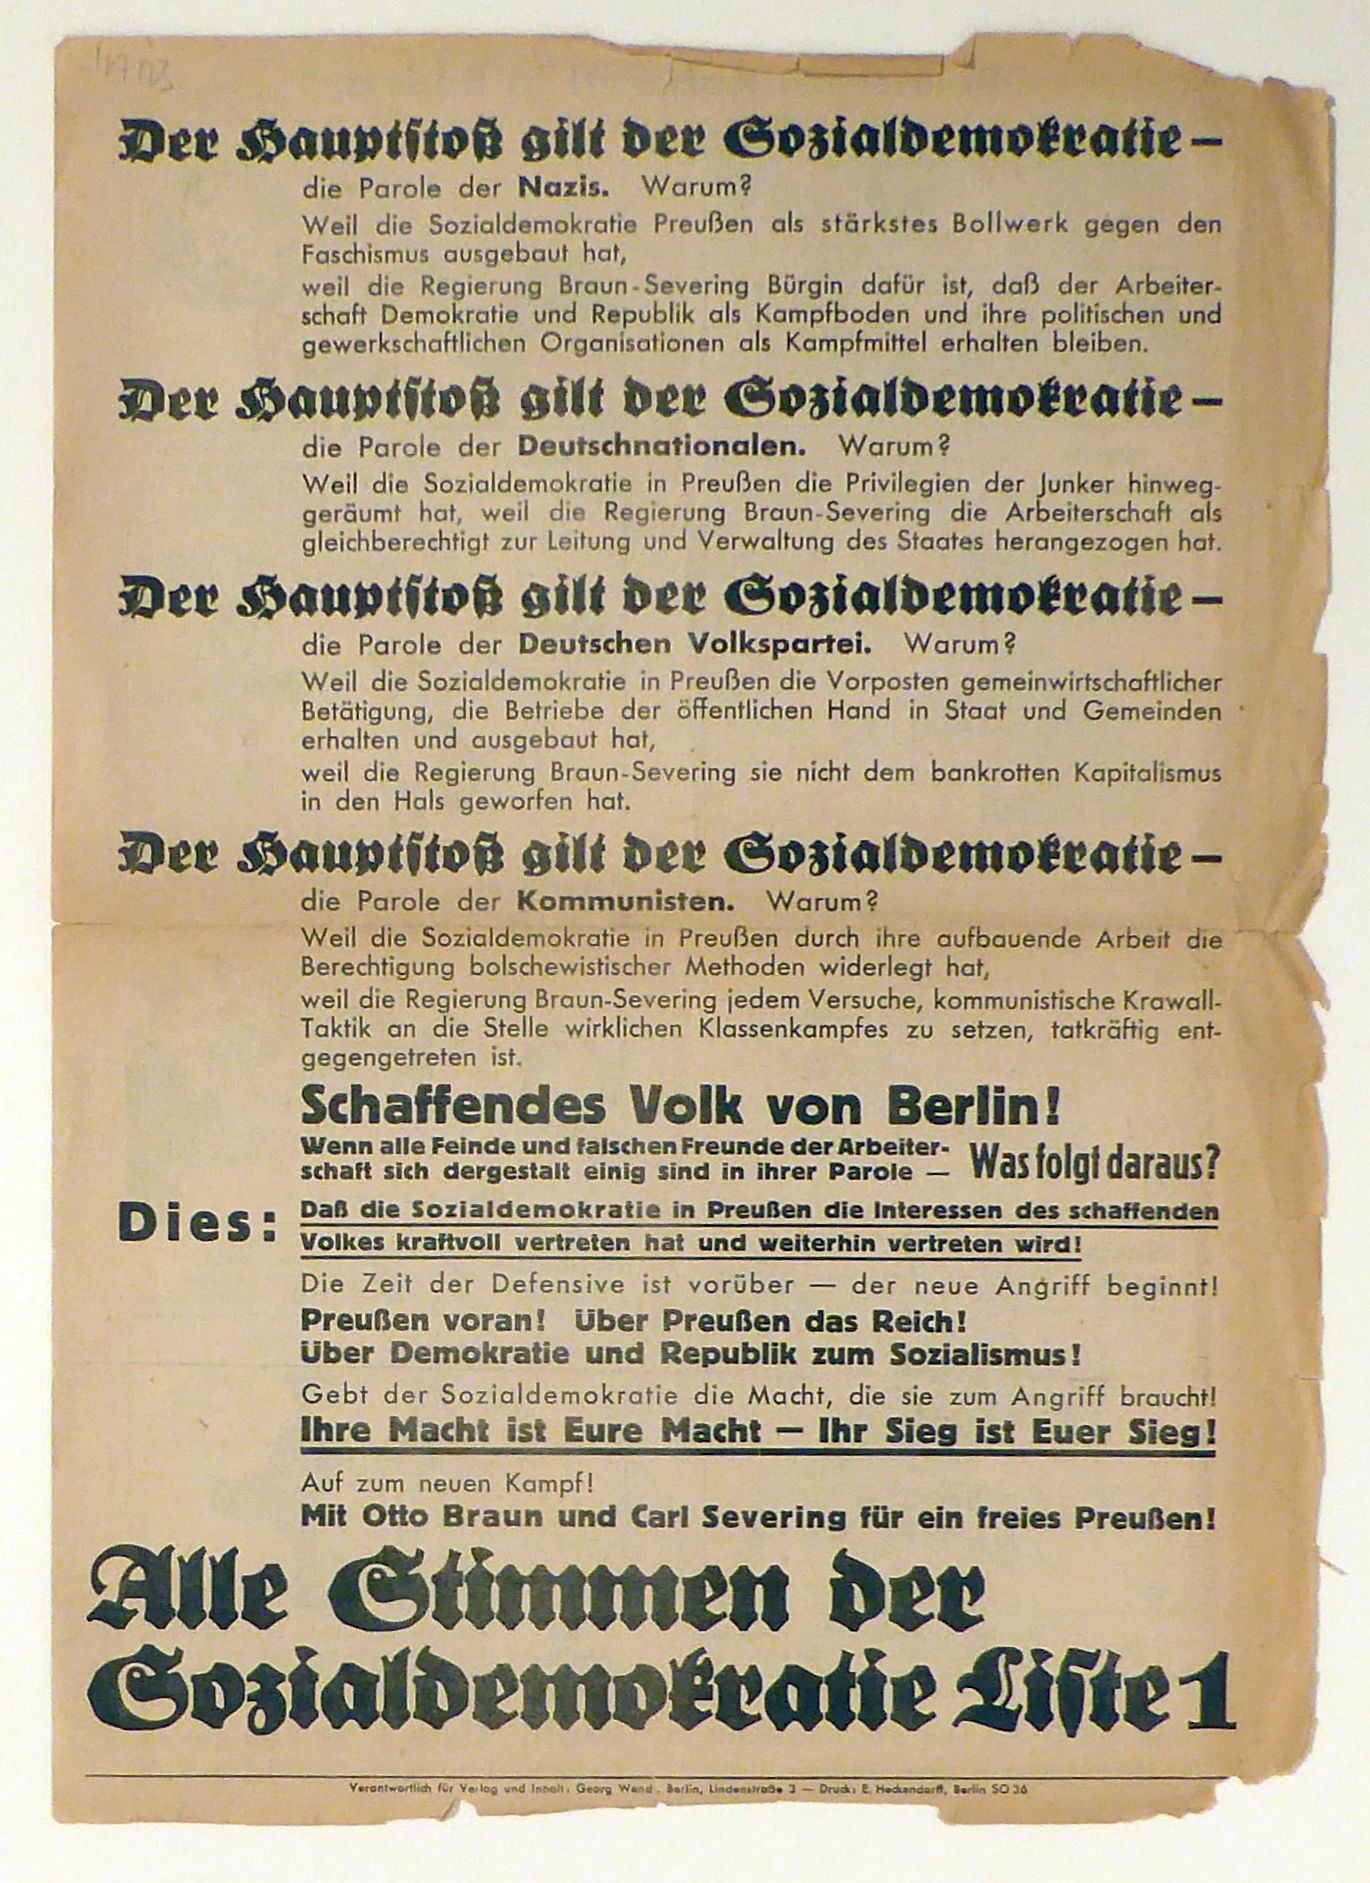 Der Hauptstoß gilt der Sozialdemokratie –
die Parole der Nazis. Warum?
Weil die Sozialdemokratie Preußen als stärkstes Bollwerk gegen den
Faschismus ausgebaut hat,
weil die Regierung Braun-Severing Bürgin dafür ist, daß der Arbeiter-
schaft Demokratie und Republik als Kampfboden und ihre politischen und
gewerkschaftlichen Organisationen als Kampfmittel erhalten bleiben.
Der Hauptstoß gilt der Sozialdemokratie –
die Parole der Deutschnationalen. Warum?
Weil die Sozialdemokratie in Preußen die Privilegien der Junker hinweg-
geräumt hat, weil die Regierung Braun-Severing die Arbeiterschaft als
gleichberechtigt zur Leitung und Verwaltung des Staates herangezogen hat.
Der Hauptstoß gilt der Sozialdemokratie –
die Parole der Deutschen Volkspartei. Warum?
Weil die Sozialdemokratie in Preußen die Vorposten gemeinwirtschaftlicher
Betätigung, die Betriebe der öffentlichen Hand in Staat und Gemeinden
erhalten und ausgebaut hat,
weil die Regierung Braun-Severing sie nicht dem bankrotten Kapitalismus
in den Hals geworfen hat.
Der Hauptstoß gilt der Sozialdemokratie –
die Parole der Kommunisten. Warum?
Weil die Sozialdemokratie in Preußen durch ihre aufbauende Arbeit die
Berechtigung bolschewistischer Methoden widerlegt hat,
weil die Regierung Braun-Severing jedem Versuche, kommunistische Krawall-
Taktik an die Stelle wirklichen Klassenkampfes zu setzen, tatkräftig ent-
gegengetreten ist.
Schaffendes Volk von Berlin!
Wenn alle Feinde und falschen Freunde der Arbeiter-
schaft sich dergestalt einig sind in ihrer Parole — Was folgt daraus?
Dies: Daß die Sozialdemokratie in Preußen die Interessen des schaffenden
Volkes kraftvoll vertreten hat und weiterhin vertreten wird!
Die Zeit der Defensive ist vorüber — der neue Angriff beginnt!
Preußen voran! Über Preußen das Reich!
Über Demokratie und Republik zum Sozialismus!
Gebt der Sozialdemokratie die Macht, die sie zum Angriff braucht!
Ihre Macht ist Eure Macht — Ihr Sieg ist Euer Sieg!
Auf zum neuen Kampf!
Mit Otto Braun und Carl Severing für ein freies Preußen!
Alle Stimmen der
Sozialdemokratie Liste 1
Verantwortlich für Verlag und Inhalt: Georg Wend, Berlin, Lindenstraße 3 — Druck: E. Heckendorff, Berlin SO 36